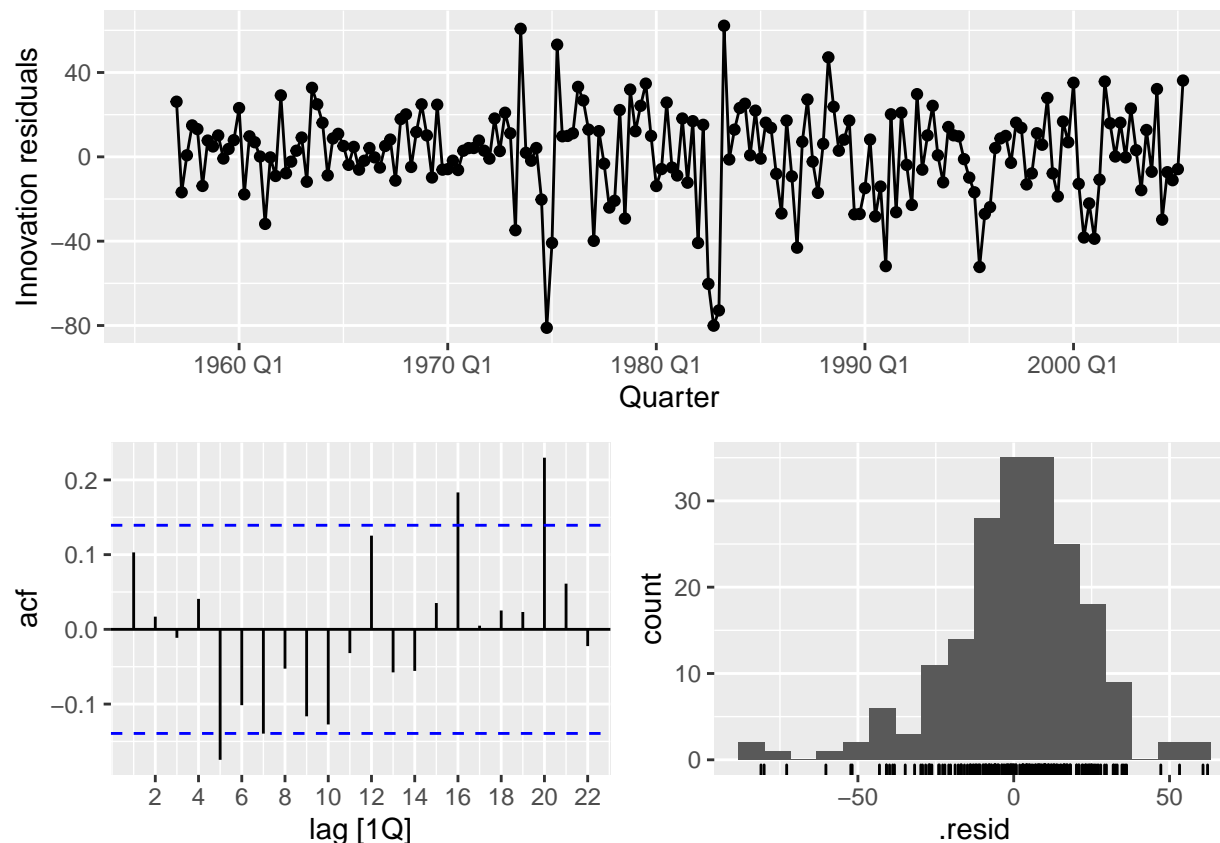 Innovation residuals
40
0
−40
−80
1960 Q1 1970 Q1 1980 Q1 1990 Q1 2000 Q1
Quarter
acf
0.2
0.1
0.0
−0.1
2 4 6 8 10 12 14 16 18 20 22
lag [1Q]
count
30
20
10
0
−50 0 50
.resid